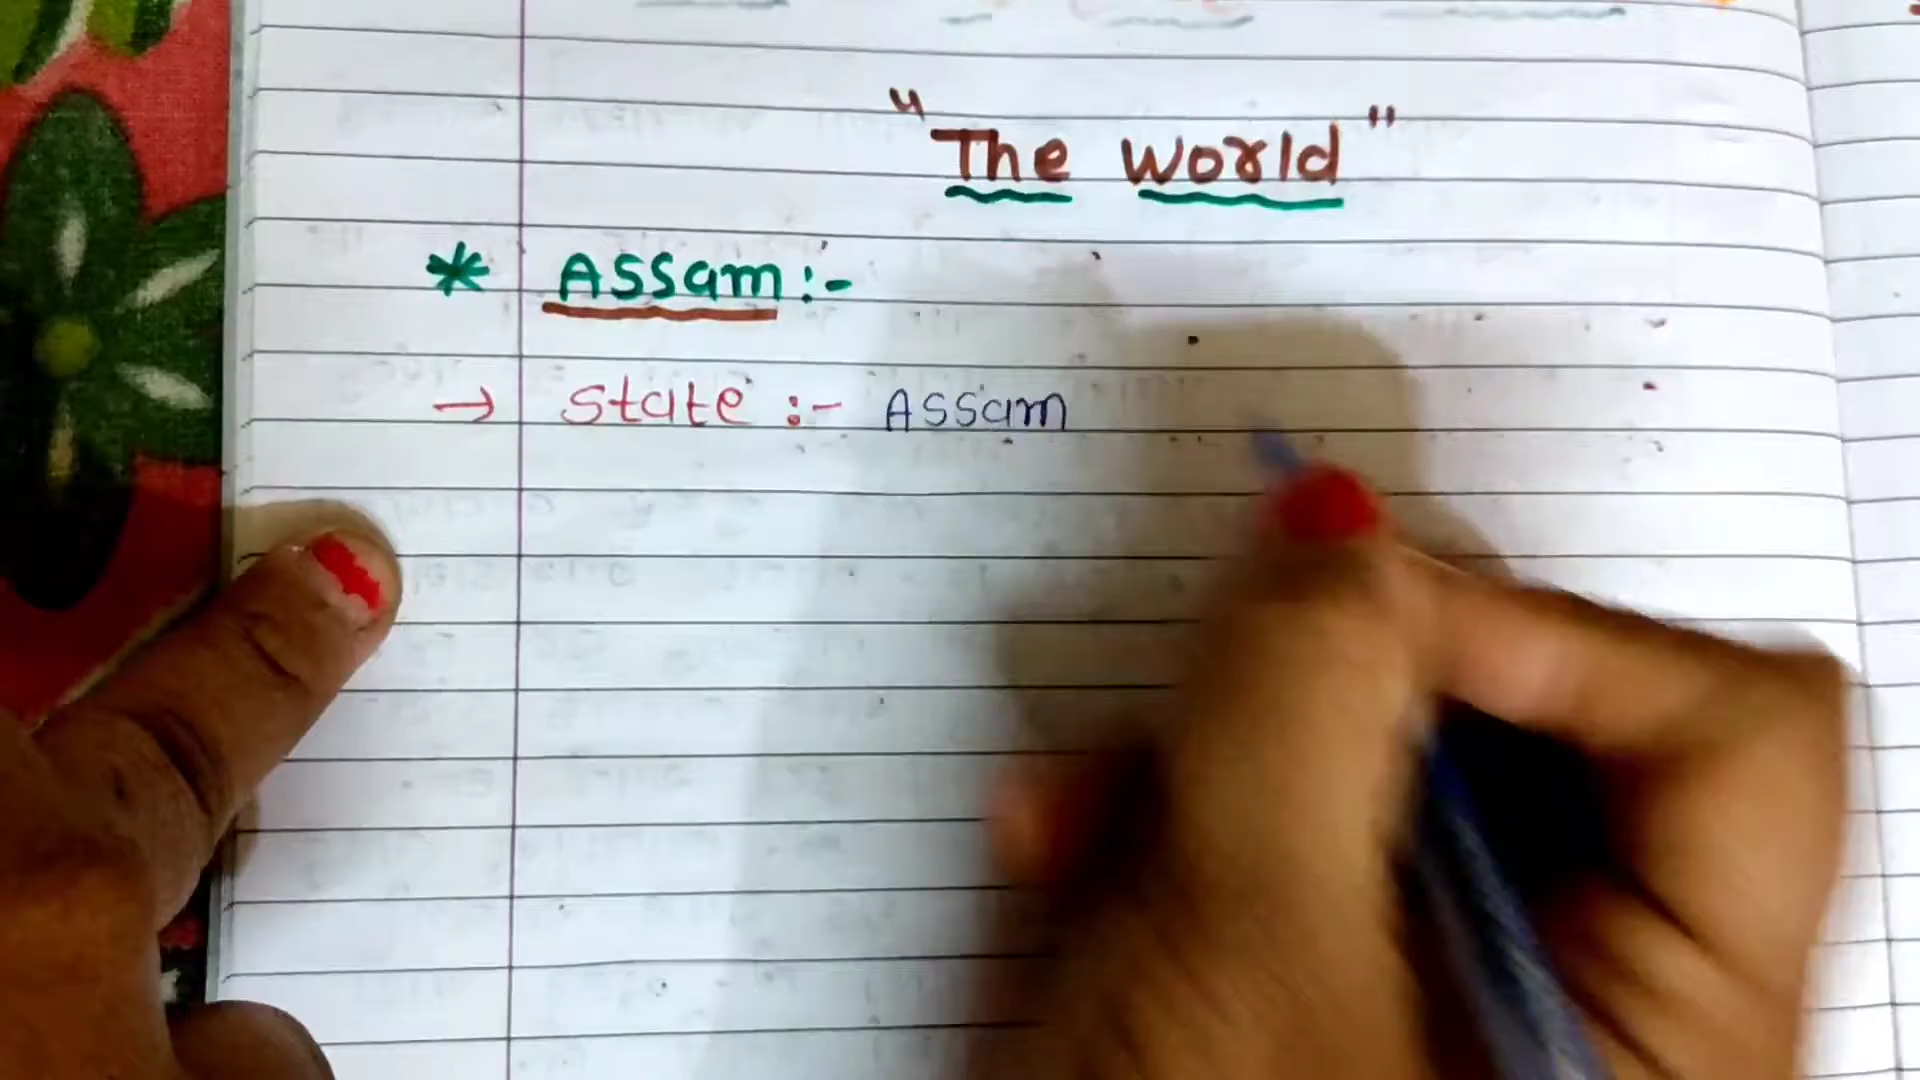 "The World"
* Assam :-
→ State :- Assam